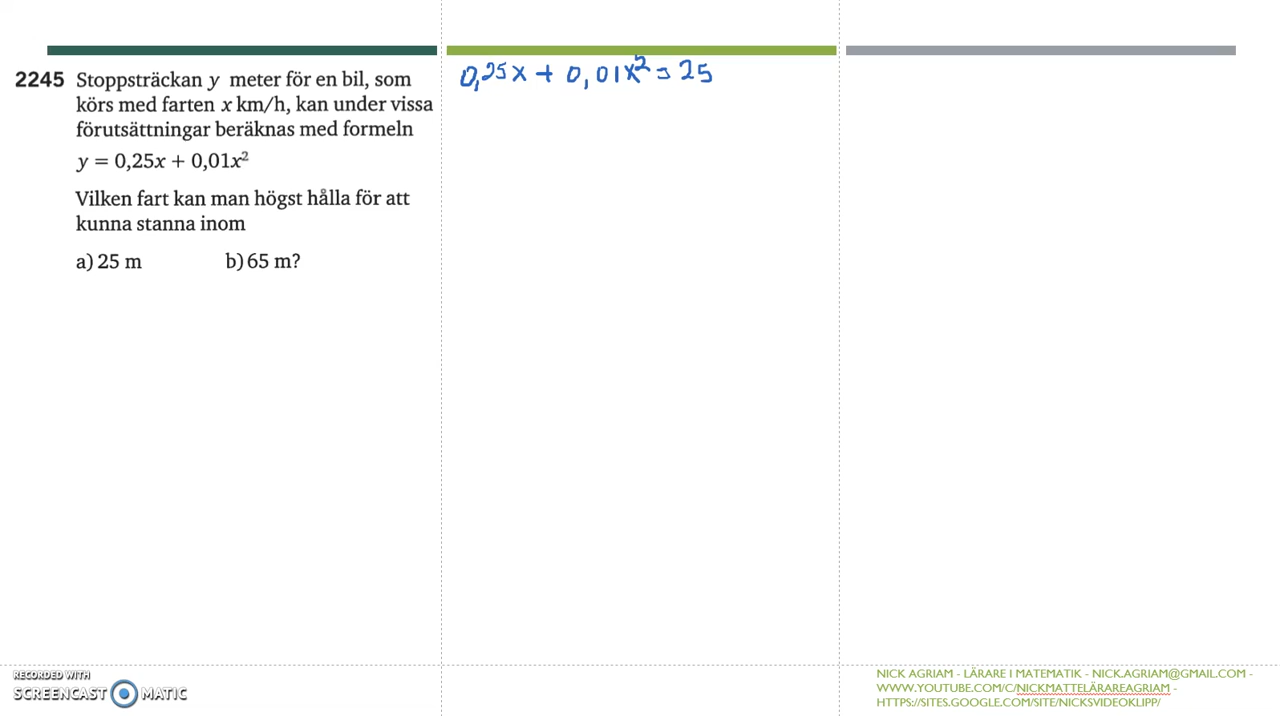 2245 Stoppsträckan y meter för en bil, som
körs med farten x km/h, kan under vissa
förutsättningar beräknas med formeln
y = 0,25x + 0,01x²
Vilken fart kan man högst hålla för att
kunna stanna inom
a) 25 m b) 65 m?
0,25x + 0,01x² = 25
RECORDED WITH
SCREENCAST MATIC
NICK AGRIAM - LÄRARE I MATEMATIK - NICK.AGRIAM@GMAIL.COM -
WWW.YOUTUBE.COM/C/NICKMATTELÄRAREAGRIAM -
HTTPS://SITES.GOOGLE.COM/SITE/NICKSVIDEOKLIPP/